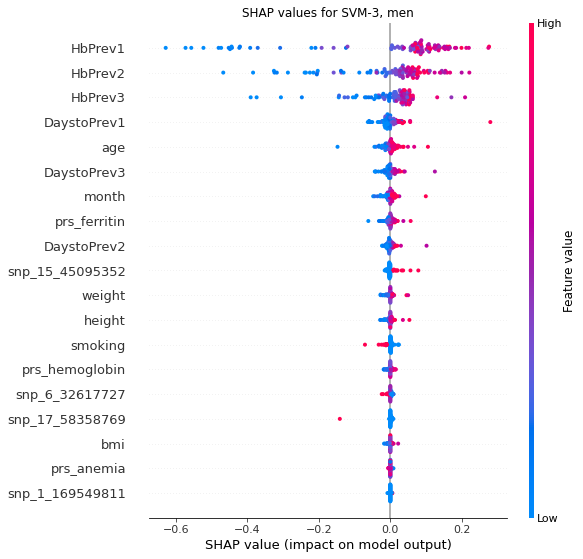 SHAP values for SVM-3, men
High
HbPrev1
HbPrev2
HbPrev3
DaystoPrev1
age
DaystoPrev3
month
prs_ferritin
DaystoPrev2
snp_15_45095352
weight
height
smoking
prs_hemoglobin
snp_6_32617727
snp_17_58358769
bmi
prs_anemia
snp_1_169549811
Feature value
Low
−0.6 −0.4 −0.2 0.0 0.2
SHAP value (impact on model output)